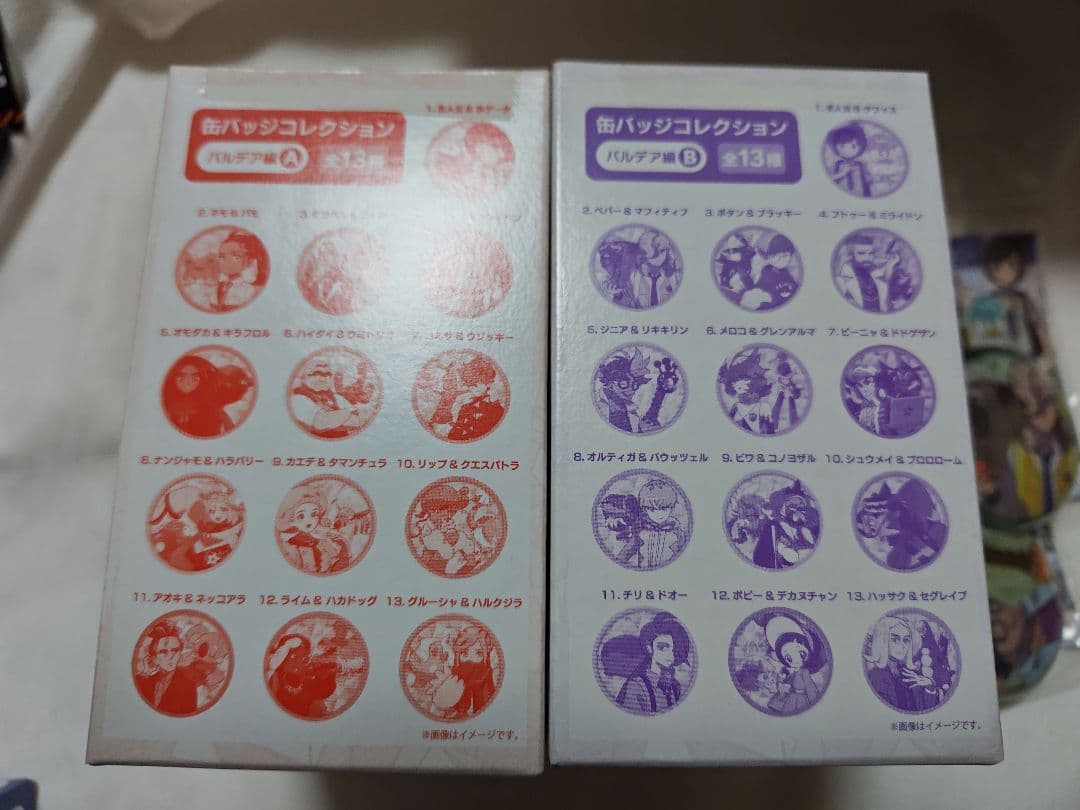 缶バッジコレクション
パルデア編 A 全13種
2. ネモ & パモ
5. オモダカ & キラフロル
6. ハイダイ &
& ウソッキー
8. ナンジャモ & ハラバリー 9. カエデ & タマンチュラ 10. リップ & クエスパトラ
11. アオキ & ネッコアラ 12. ライム & ハカドッグ 13. グルーシャ & ハルクジラ
※画像はイメージです。
缶バッジコレクション
パルデア編 B 全13種
2. ペパー & マフィティフ 3. ボタン & ブラッキー 4. フトゥー & ミライドン
5. ジニア & リキキリン 6. メロコ & グレンアルマ 7. ピーニャ & ドドゲザン
8. オルティガ & バウッツェル 9. ビワ & コノヨザル 10. シュウメイ & ブロロローム
11. チリ & ドオー 12. ポピー & デカヌチャン 13. ハッサク & セグレイブ
※画像はイメージです。